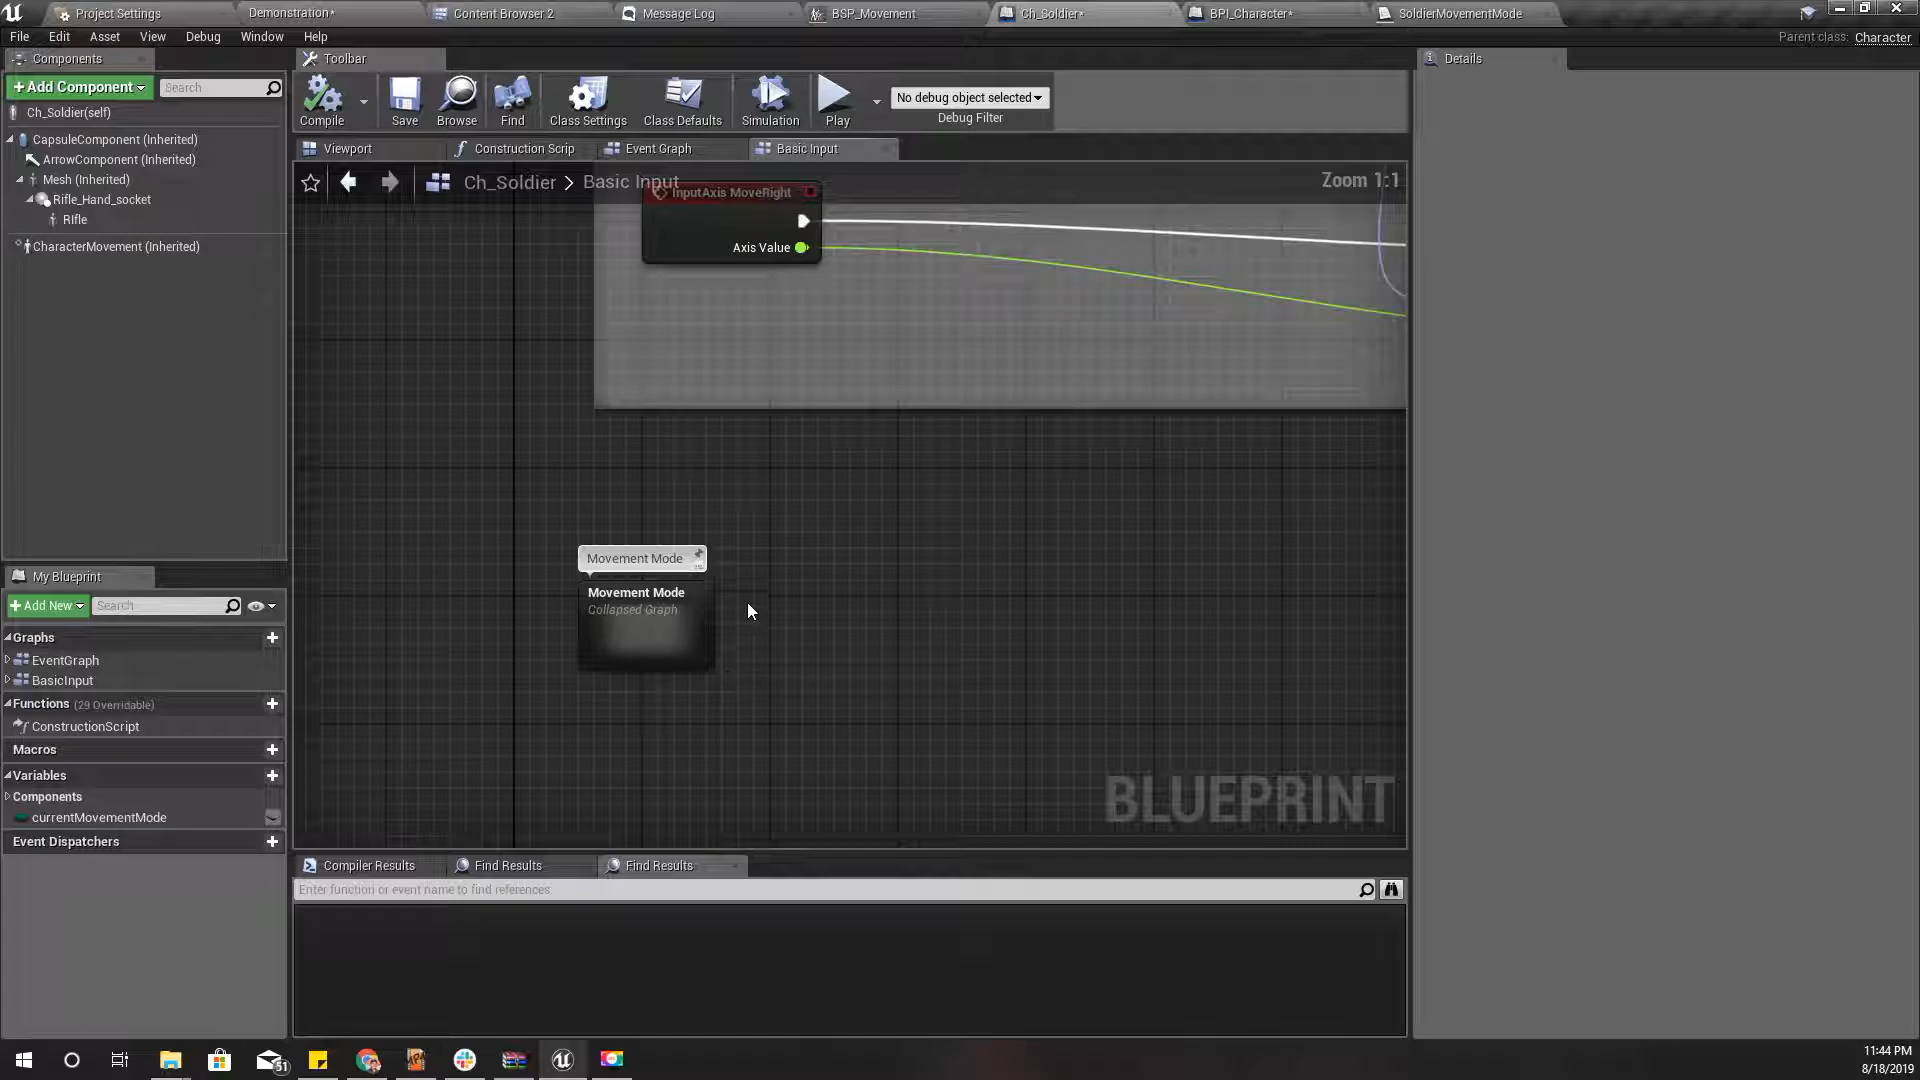 Project Settings
Demonstration*
Content Browser 2
Message Log
BSP_Movement
Ch_Soldier*
BPI_Character*
SoldierMovementMode
File Edit Asset View Debug Window Help
Parent class: Character
Components
Toolbar
Details
+Add Component
Search
Compile
Save
Browse
Find
Class Settings
Class Defaults
Simulation
Play
No debug object selected
Debug Filter
Ch_Soldier(self)
CapsuleComponent (Inherited)
ArrowComponent (Inherited)
Mesh (Inherited)
Rifle_Hand_socket
RIfle
CharacterMovement (Inherited)
Viewport
Construction Scrip
Event Graph
Basic Input
Ch_Soldier > Basic Input
Zoom 1:1
InputAxis MoveRight
Axis Value
Movement Mode
Movement Mode
Collapsed Graph
BLUEPRINT
My Blueprint
+Add New
Search
Graphs
EventGraph
BasicInput
Functions (29 Overridable)
ConstructionScript
Macros
Variables
Components
currentMovementMode
Event Dispatchers
Compiler Results
Find Results
Find Results
Enter function or event name to find references
51
11:44 PM
8/18/2019